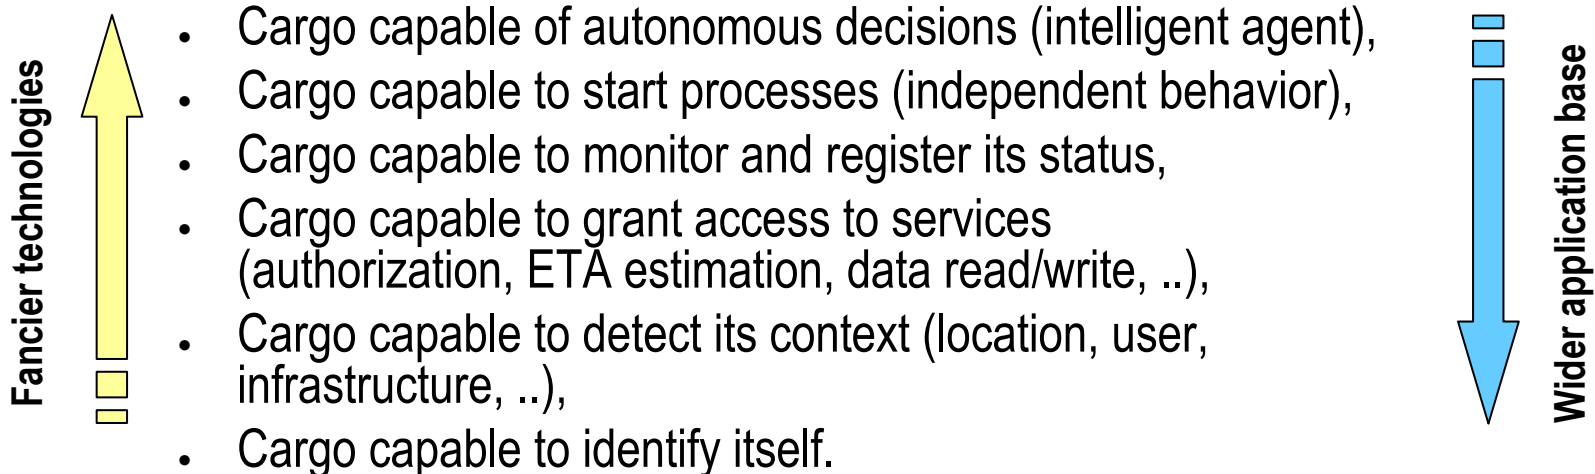 Fancier technologies
• Cargo capable of autonomous decisions (intelligent agent),
• Cargo capable to start processes (independent behavior),
• Cargo capable to monitor and register its status,
• Cargo capable to grant access to services
(authorization, ETA estimation, data read/write, ..),
• Cargo capable to detect its context (location, user,
infrastructure, ..),
• Cargo capable to identify itself.
Wider application base